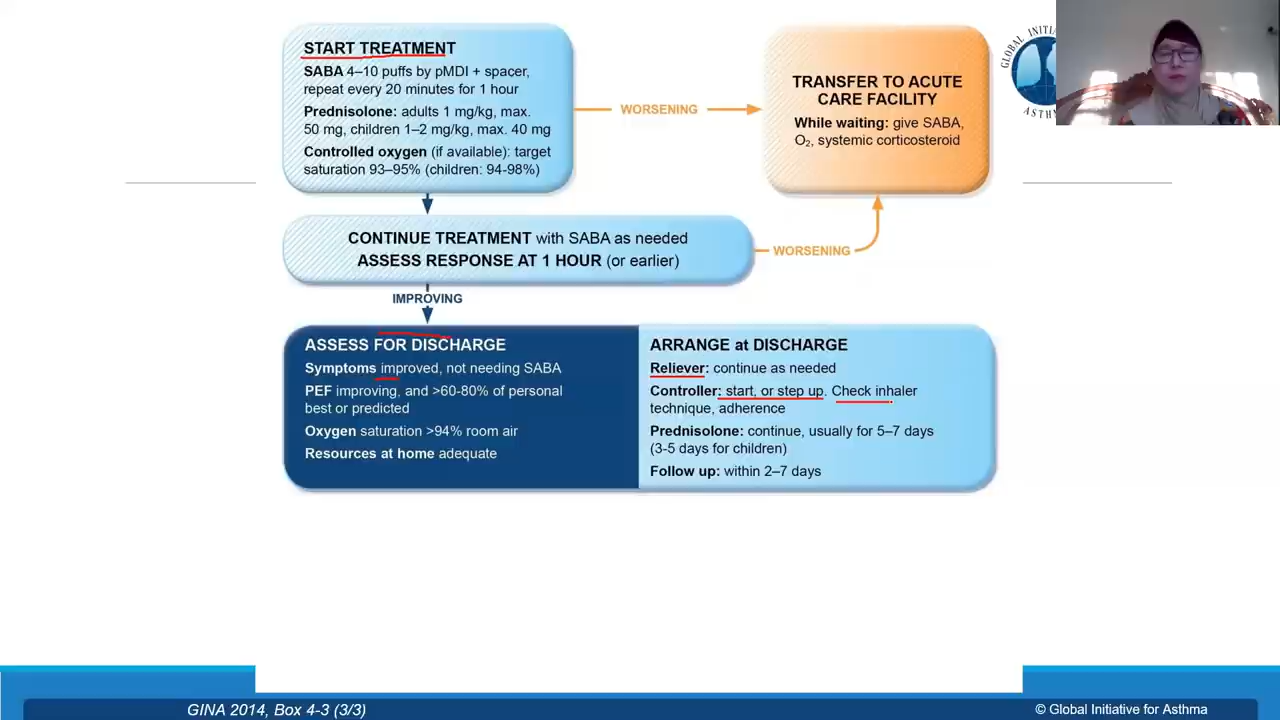 START TREATMENT
SABA 4–10 puffs by pMDI + spacer,
repeat every 20 minutes for 1 hour
Prednisolone: adults 1 mg/kg, max.
50 mg, children 1–2 mg/kg, max. 40 mg
Controlled oxygen (if available): target
saturation 93–95% (children: 94-98%)
WORSENING
TRANSFER TO ACUTE
CARE FACILITY
While waiting: give SABA,
O₂, systemic corticosteroid
GLOBAL INITIA
ASTH
CONTINUE TREATMENT with SABA as needed
ASSESS RESPONSE AT 1 HOUR (or earlier)
WORSENING
IMPROVING
ASSESS FOR DISCHARGE
Symptoms improved, not needing SABA
PEF improving, and >60-80% of personal
best or predicted
Oxygen saturation >94% room air
Resources at home adequate
ARRANGE at DISCHARGE
Reliever: continue as needed
Controller: start, or step up. Check inhaler
technique, adherence
Prednisolone: continue, usually for 5–7 days
(3-5 days for children)
Follow up: within 2–7 days
GINA 2014, Box 4-3 (3/3)
© Global Initiative for Asthma